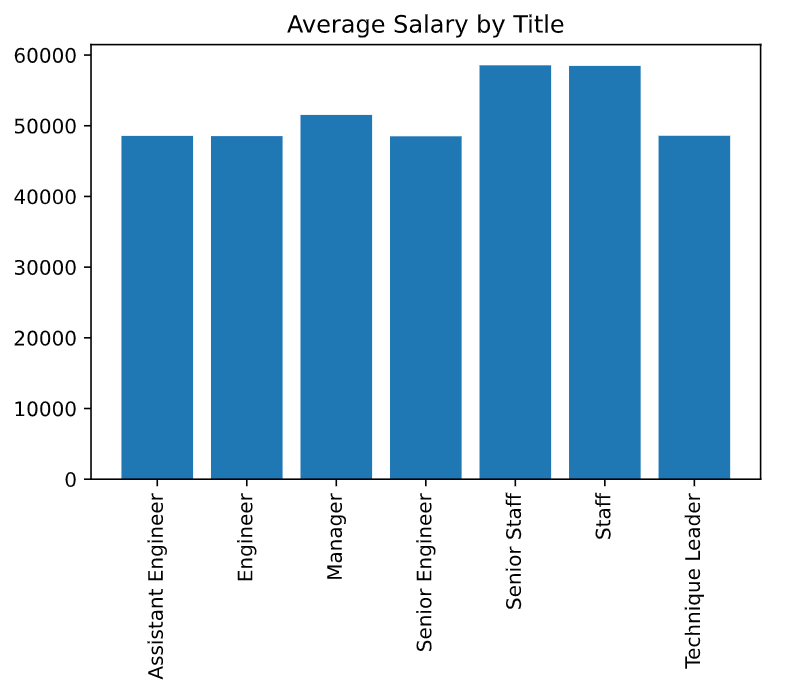 Average Salary by Title
60000
50000
40000
30000
20000
10000
0
Assistant Engineer
Engineer
Manager
Senior Engineer
Senior Staff
Staff
Technique Leader